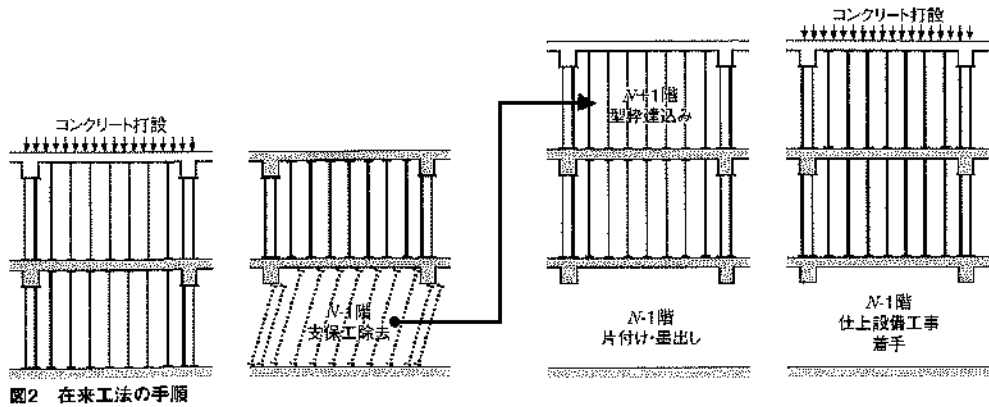 コンクリート打設
N-1階
支保工除去
N+1階
型枠建込み
N-1階
片付け・墨出し
コンクリート打設
N-1階
仕上設備工事
着手
図2 在来工法の手順